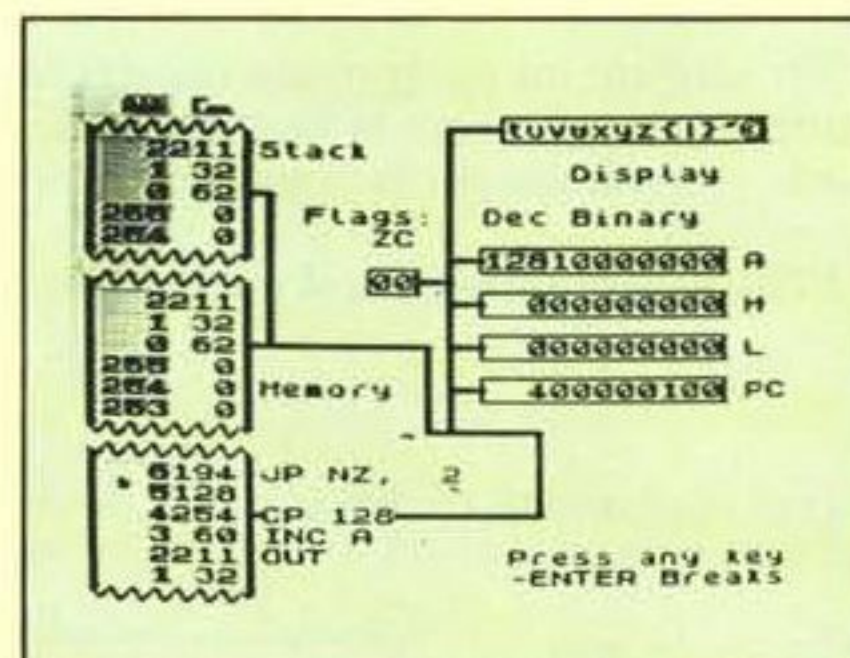 2211 Stack
1 32
0 62
255 0
254 0
2211
1 32
0 62
255 0
254 0 Memory
253 0
6194 JP NZ, 2
5128
4254 CP 128
3 60 INC A
2211 OUT
1 32
tuvwxyz{|}~©
Display
Flags: Dec Binary
ZC
00
12810000000 A
000000000 H
000000000 L
400000100 PC
Press any key
-ENTER Breaks